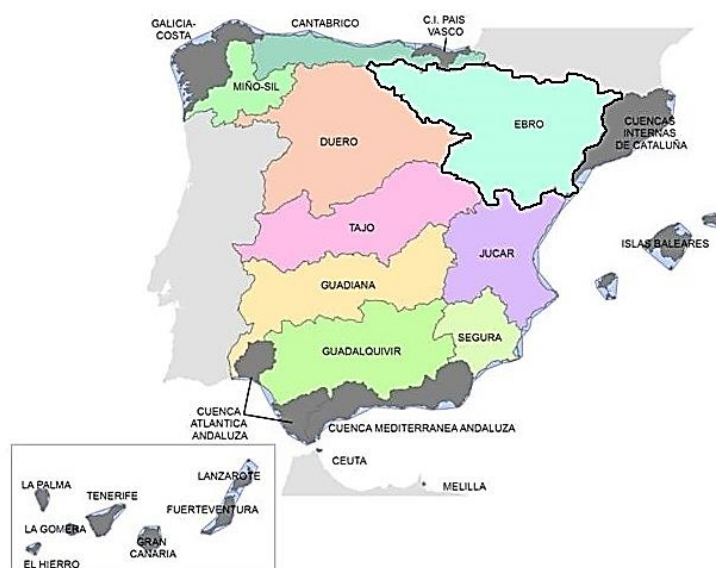 GALICIA-
COSTA
CANTABRICO
C.I. PAIS
VASCO
MIÑO-SIL
DUERO
EBRO
CUENCAS
INTERNAS
DE CATALUÑA
TAJO
JUCAR
ISLAS BALEARES
GUADIANA
GUADALQUIVIR
SEGURA
CUENCA
ATLANTICA
ANDALUZA
CUENCA MEDITERRANEA ANDALUZA
CEUTA
MELILLA
LA PALMA
TENERIFE
LANZAROTE
LA GOMERA
FUERTEVENTURA
EL HIERRO
GRAN
CANARIA